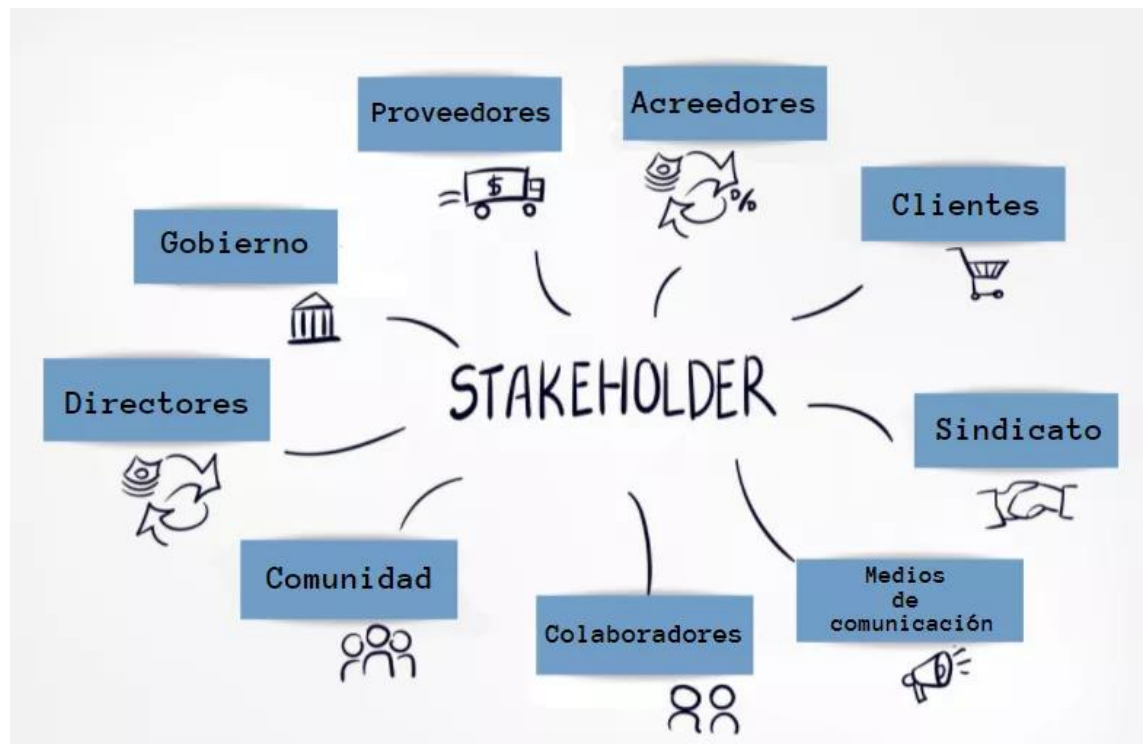 Proveedores
Acreedores
$
%
Clientes
Gobierno
STAKEHOLDER
Directores
Sindicato
Comunidad
Colaboradores
Medios
de
comunicación